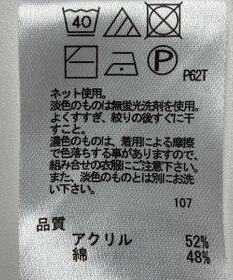 40
P P62T
ネット使用。
淡色のものは無蛍光洗剤を使用。
よくすすぎ、絞りの後すぐに干
すこと。
濃色のものは、着用による摩擦
で色落ちする事がありますので、
組み合せの衣服にご注意下さい。
また、淡色のものとは別にお洗
い下さい。
107
品質
アクリル 52%
綿 48%